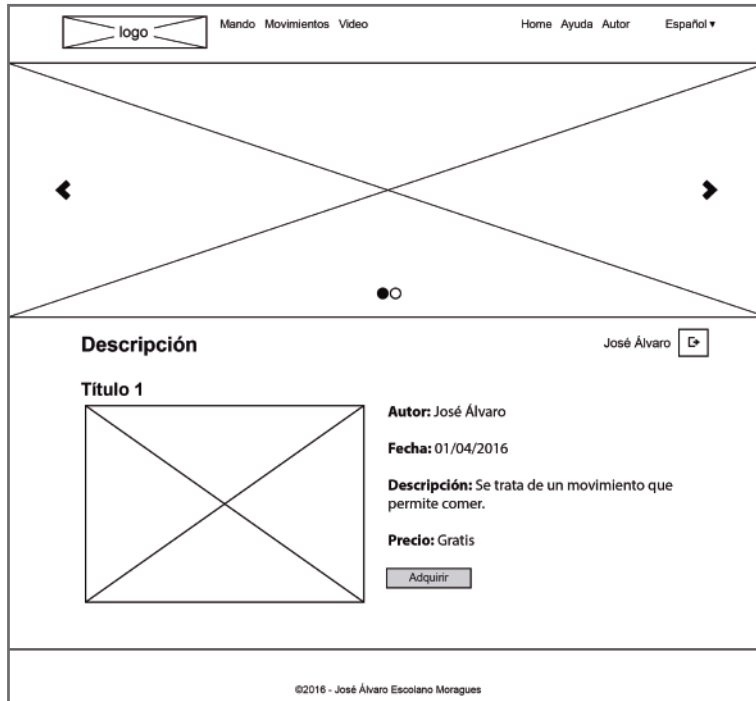 logo
Mando Movimientos Video
Home Ayuda Autor
Español ▾
Descripción
José Álvaro
Título 1
Autor: José Álvaro
Fecha: 01/04/2016
Descripción: Se trata de un movimiento que
permite comer.
Precio: Gratis
Adquirir
©2016 - José Álvaro Escolano Moragues